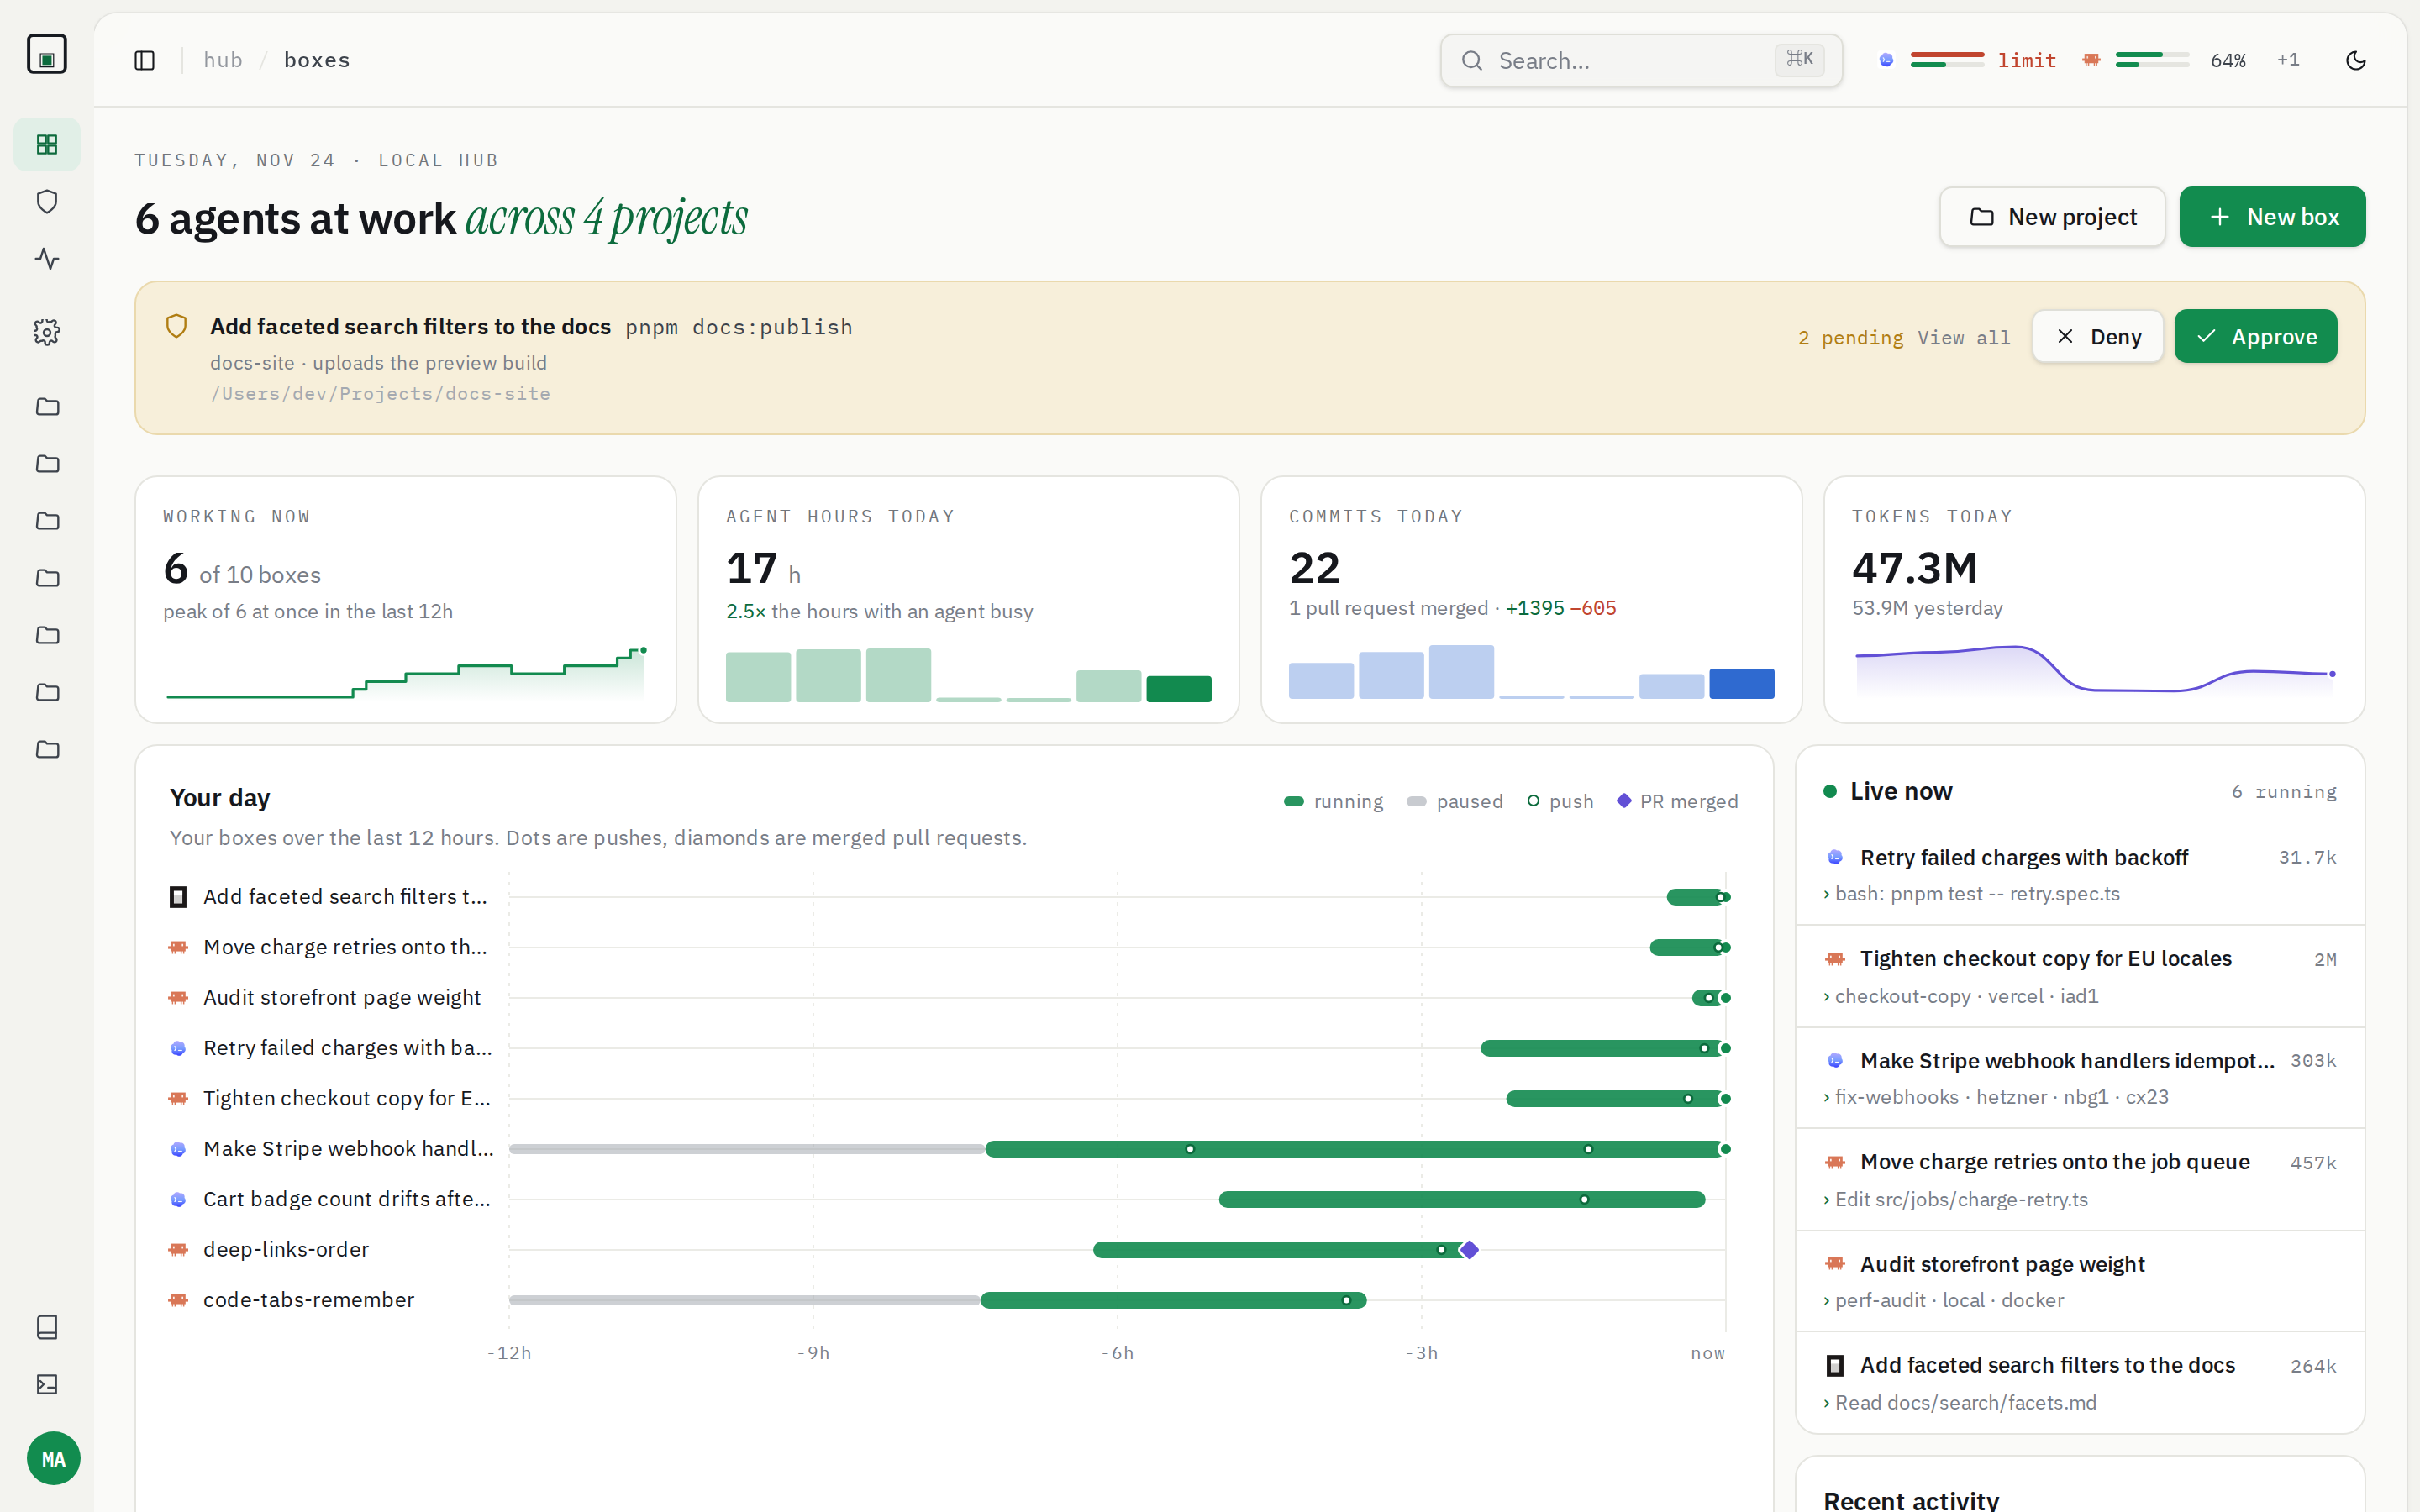 hub / boxes
Search...
⌘K
limit
64%
+1
TUESDAY, NOV 24 · LOCAL HUB
6 agents at work across 4 projects
New project
New box
Add faceted search filters to the docs pnpm docs:publish
docs-site · uploads the preview build
/Users/dev/Projects/docs-site
2 pending View all
Deny
Approve
WORKING NOW
6 of 10 boxes
peak of 6 at once in the last 12h
AGENT-HOURS TODAY
17 h
2.5× the hours with an agent busy
COMMITS TODAY
22
1 pull request merged · +1395 −605
TOKENS TODAY
47.3M
53.9M yesterday
Your day
running
paused
push
PR merged
Your boxes over the last 12 hours. Dots are pushes, diamonds are merged pull requests.
Add faceted search filters t...
Move charge retries onto th...
Audit storefront page weight
Retry failed charges with ba...
Tighten checkout copy for E...
Make Stripe webhook handl...
Cart badge count drifts afte...
deep-links-order
code-tabs-remember
-12h
-9h
-6h
-3h
now
Live now
6 running
Retry failed charges with backoff
31.7k
› bash: pnpm test -- retry.spec.ts
Tighten checkout copy for EU locales
2M
› checkout-copy · vercel · iad1
Make Stripe webhook handlers idempot...
303k
› fix-webhooks · hetzner · nbg1 · cx23
Move charge retries onto the job queue
457k
› Edit src/jobs/charge-retry.ts
Audit storefront page weight
› perf-audit · local · docker
Add faceted search filters to the docs
264k
› Read docs/search/facets.md
Recent activity
MA